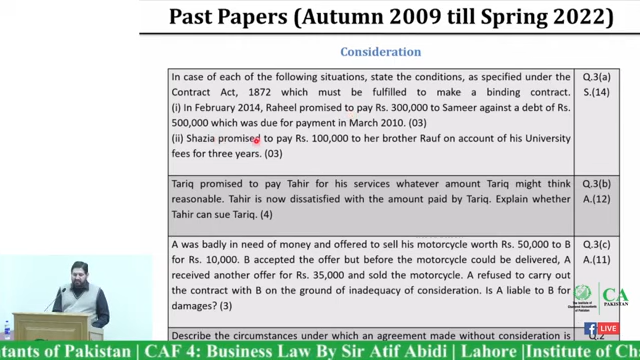 Past Papers (Autumn 2009 till Spring 2022)
Consideration
In case of each of the following situations, state the conditions, as specified under the
Contract Act, 1872 which must be fulfilled to make a binding contract.
(i) In February 2014, Raheel promised to pay Rs. 300,000 to Sameer against a debt of Rs.
500,000 which was due for payment in March 2010. (03)
(ii) Shazia promised to pay Rs. 100,000 to her brother Rauf on account of his University
fees for three years. (03)
Q.3(a)
S.(14)
Tariq promised to pay Tahir for his services whatever amount Tariq might think
reasonable. Tahir is now dissatisfied with the amount paid by Tariq. Explain whether
Tahir can sue Tariq. (4)
Q.3(b)
A.(12)
A was badly in need of money and offered to sell his motorcycle worth Rs. 50,000 to B
for Rs. 10,000. B accepted the offer but before the motorcycle could be delivered, A
received another offer for Rs. 35,000 and sold the motorcycle. A refused to carry out
the contract with B on the ground of inadequacy of consideration. Is A liable to B for
damages? (3)
Q.3(c)
A.(11)
Describe the circumstances under which an agreement made without consideration is
Q.2
CA
PAKISTAN
LIVE
tants of Pakistan | CAF 4: Business Law By Sir Atif Abidi | Lahore |Institute of Ch